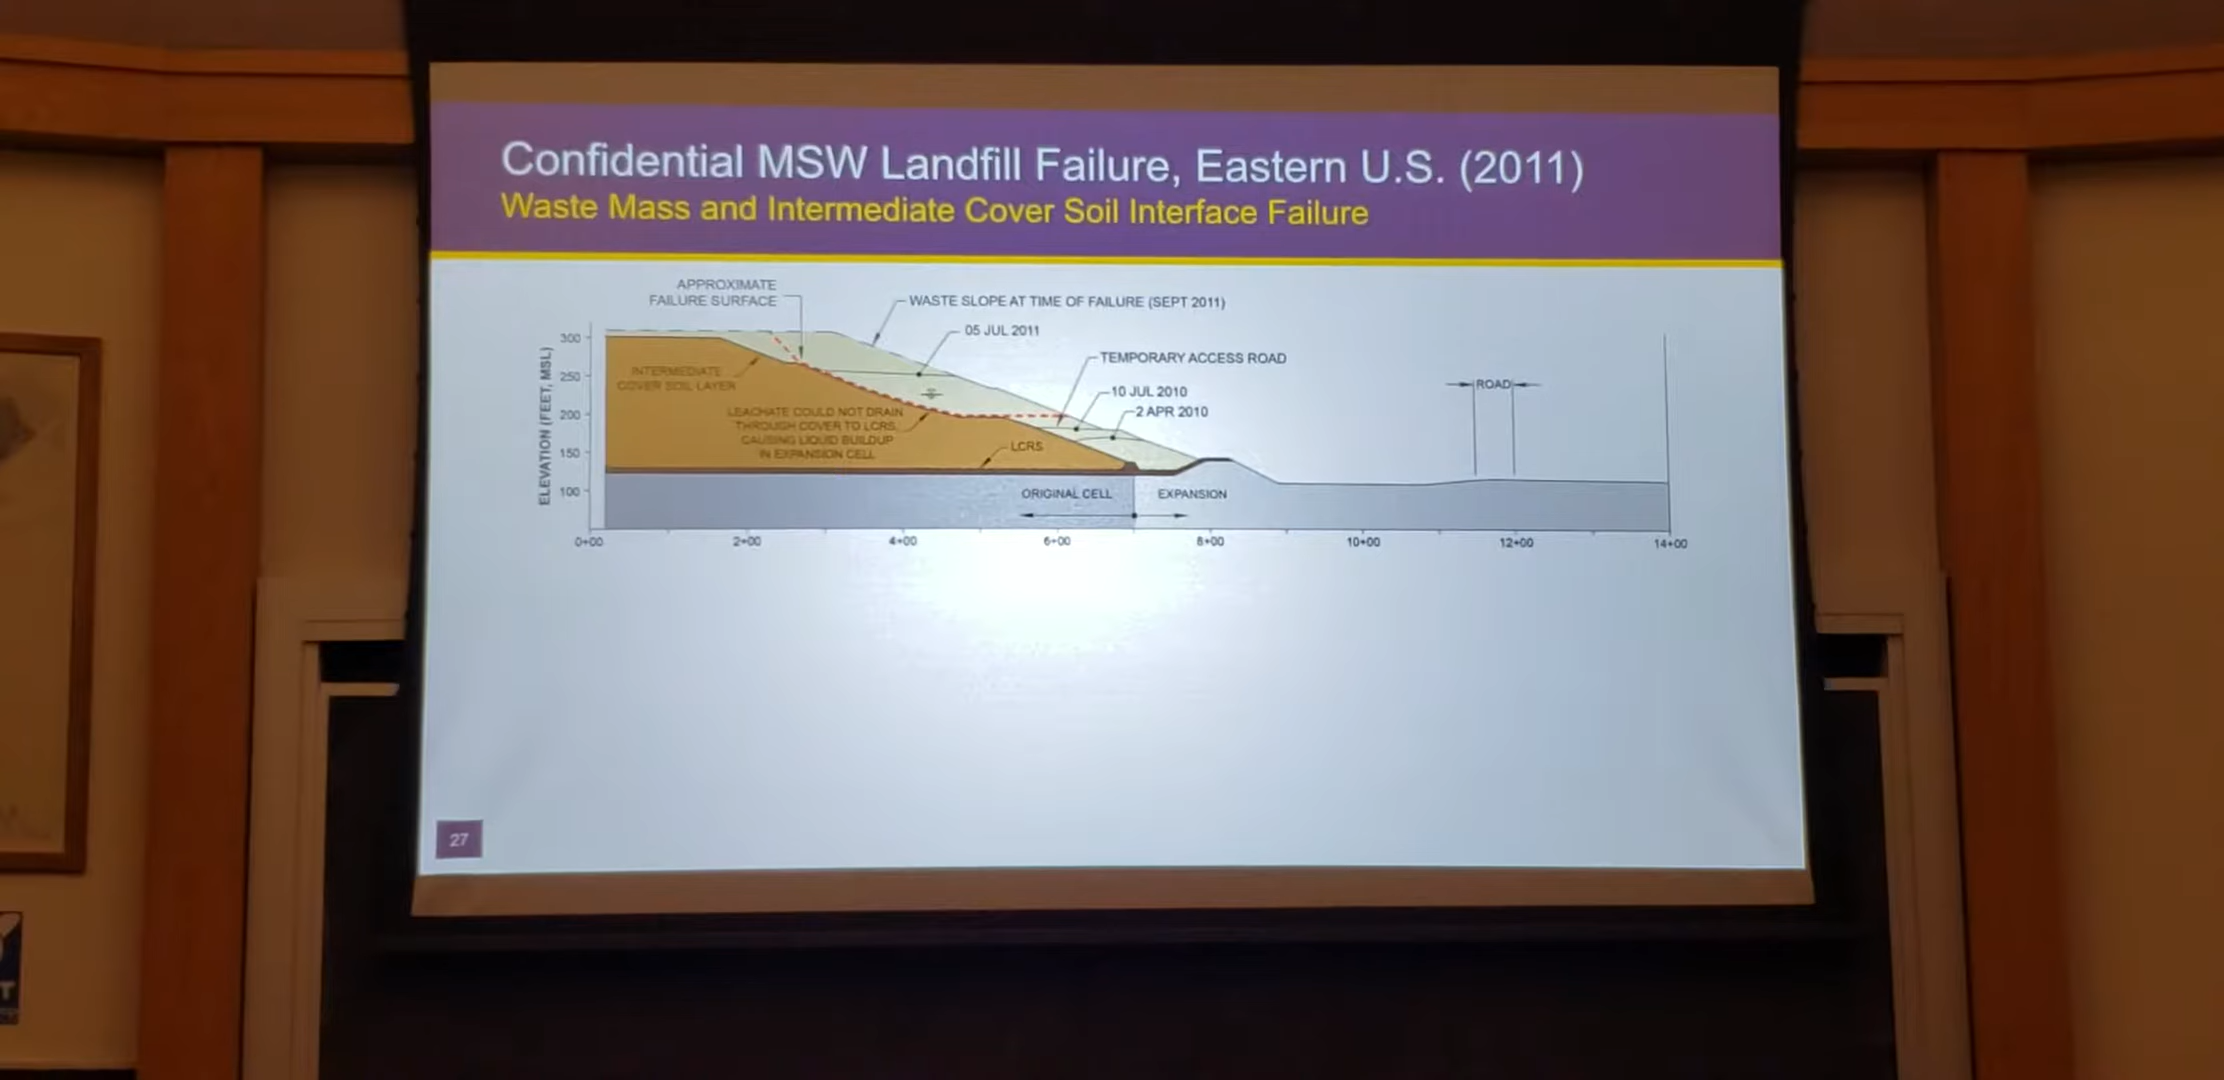 Confidential MSW Landfill Failure, Eastern U.S. (2011)
Waste Mass and Intermediate Cover Soil Interface Failure
APPROXIMATE
FAILURE SURFACE
WASTE SLOPE AT TIME OF FAILURE (SEPT 2011)
05 JUL 2011
TEMPORARY ACCESS ROAD
10 JUL 2010
2 APR 2010
ROAD
INTERMEDIATE
COVER SOIL LAYER
LEACHATE COULD NOT DRAIN
THROUGH COVER TO LCRS,
CAUSING LIQUID BUILDUP
IN EXPANSION CELL
LCRS
ELEVATION (FEET, MSL)
300
250
200
150
100
ORIGINAL CELL
EXPANSION
0+00
2+00
4+00
6+00
8+00
10+00
12+00
14+00
27
T